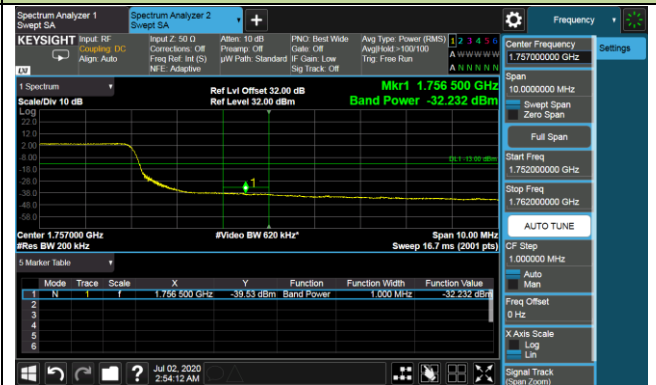 Spectrum Analyzer 1
Swept SA
Spectrum Analyzer 2
Swept SA
+
Frequency
KEYSIGHT
LXI
Input: RF
Coupling: DC
Align: Auto
Input Z: 50 Ω
Corrections: Off
Freq Ref: Int (S)
NFE: Adaptive
Atten: 10 dB
Preamp: Off
µW Path: Standard
PNO: Best Wide
Gate: Off
IF Gain: Low
Sig Track: Off
Avg Type: Power (RMS)
Avg|Hold:>100/100
Trig: Free Run
1 2 3 4 5 6
A W W W W W
A N N N N N
1 Spectrum
Scale/Div 10 dB
Ref Lvl Offset 32.00 dB
Ref Level 32.00 dBm
Mkr1 1.756 500 GHz
Band Power -32.232 dBm
Log
22.0
12.0
2.00
-8.00
-18.0
-28.0
-38.0
-48.0
-58.0
DL1 -13.00 dBm
1
Center 1.757000 GHz
#Res BW 200 kHz
#Video BW 620 kHz*
Span 10.00 MHz
Sweep 16.7 ms (2001 pts)
5 Marker Table
Mode Trace Scale X Y Function Function Width Function Value
1 N 1 f 1.756 500 GHz -39.53 dBm Band Power 1.000 MHz -32.232 dBm
2
3
4
5
6
?
Jul 02, 2020
2:54:12 AM
Center Frequency
1.757000000 GHz
Settings
Span
10.0000000 MHz
Swept Span
Zero Span
Full Span
Start Freq
1.752000000 GHz
Stop Freq
1.762000000 GHz
AUTO TUNE
CF Step
1.000000 MHz
Auto
Man
Freq Offset
0 Hz
X Axis Scale
Log
Lin
Signal Track
(Span Zoom)